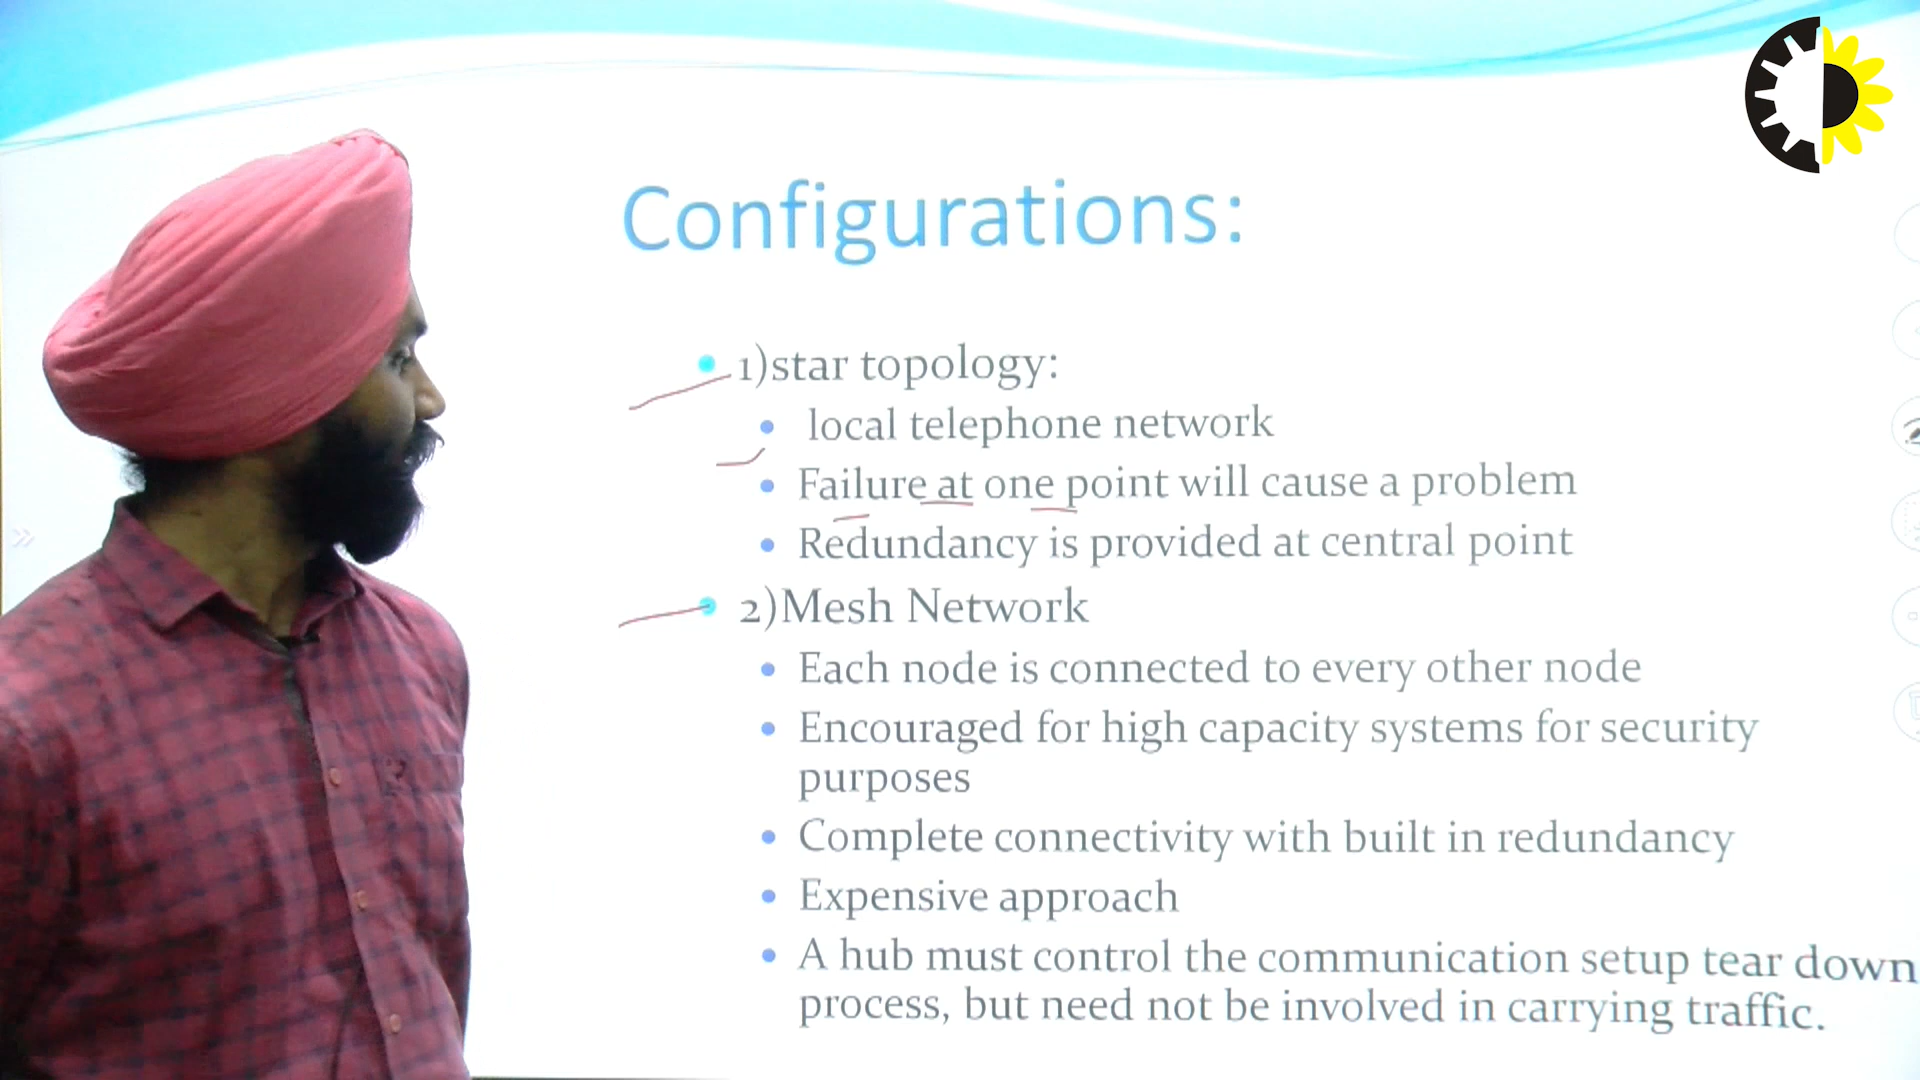 Configurations:
1)star topology:
local telephone network
Failure at one point will cause a problem
Redundancy is provided at central point
2)Mesh Network
Each node is connected to every other node
Encouraged for high capacity systems for security
purposes
Complete connectivity with built in redundancy
Expensive approach
A hub must control the communication setup tear down
process, but need not be involved in carrying traffic.